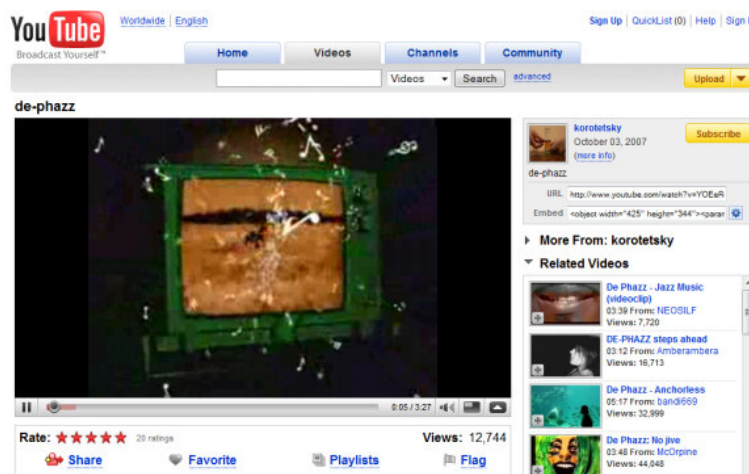 You Tube
Broadcast Yourself™
Worldwide | English
Sign Up | QuickList (0) | Help | Sign
Home Videos Channels Community
Videos Search advanced Upload
de-phazz
korotetsky
October 03, 2007
(more info)
Subscribe
de-phazz
URL http://www.youtube.com/watch?v=YOEeR
Embed <object width="425" height="344"><parar
More From: korotetsky
Related Videos
De Phazz - Jazz Music
(videoclip)
03:39 From: NEOSILF
Views: 7,720
DE-PHAZZ steps ahead
03:12 From: Amberambera
Views: 16,713
De Phazz - Anchorless
05:17 From: bandi669
Views: 32,999
De Phazz: No jive
03:48 From: McOrpine
Views: 44,048
0:05 / 3:27
Rate: 20 ratings Views: 12,744
Share Favorite Playlists Flag